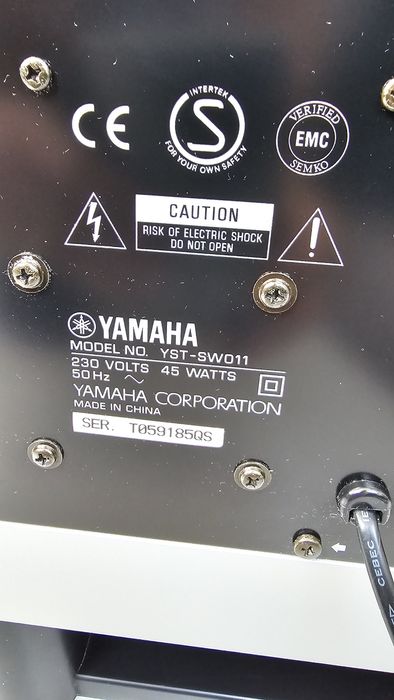 CE
INTERTEK
S
FOR YOUR OWN SAFETY
VERIFIED
EMC
SEMKO
CAUTION
RISK OF ELECTRIC SHOCK
DO NOT OPEN
!
YAMAHA
MODEL NO. YST-SW011
230 VOLTS 45 WATTS
50Hz ~
YAMAHA CORPORATION
MADE IN CHINA
SER. T059185QS
CEBEC